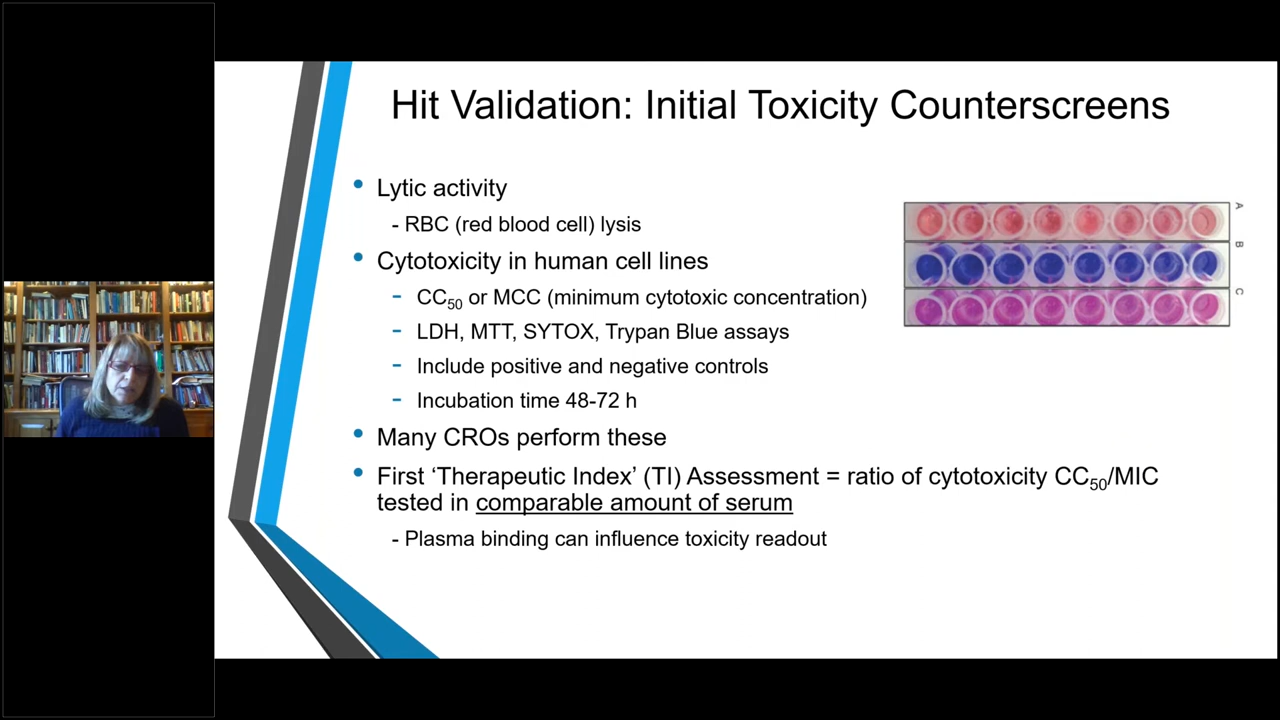 Hit Validation: Initial Toxicity Counterscreens
• Lytic activity
- RBC (red blood cell) lysis
• Cytotoxicity in human cell lines
- CC50 or MCC (minimum cytotoxic concentration)
- LDH, MTT, SYTOX, Trypan Blue assays
- Include positive and negative controls
- Incubation time 48-72 h
• Many CROs perform these
• First ‘Therapeutic Index’ (TI) Assessment = ratio of cytotoxicity CC50/MIC
tested in comparable amount of serum
- Plasma binding can influence toxicity readout
A
B
C